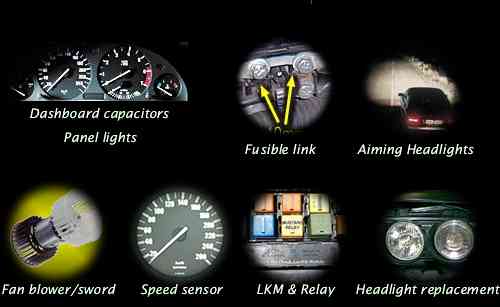 Dashboard capacitors
Panel lights
Fusible link
Aiming Headlights
Fan blower/sword
Speed sensor
LKM & Relay
Headlight replacement